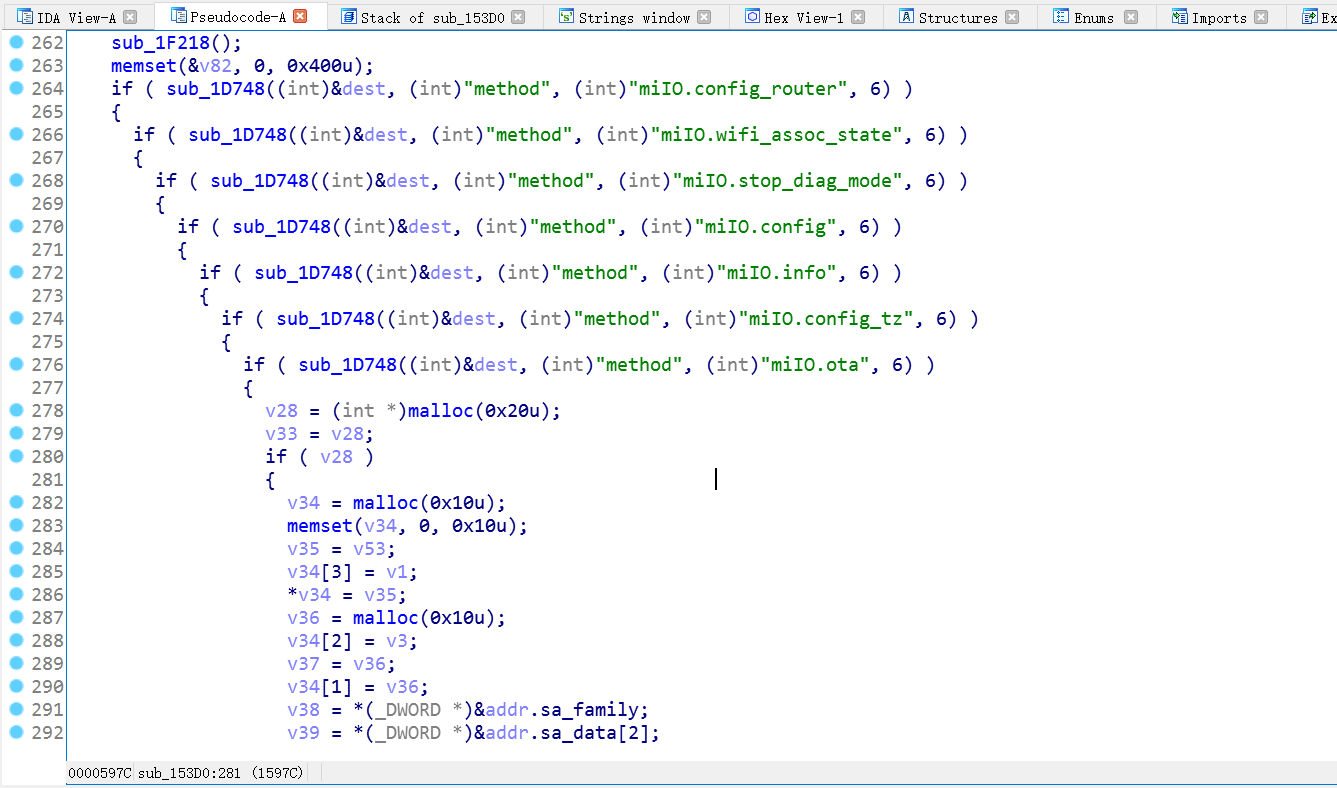 IDA View-A Pseudocode-A Stack of sub_153D0 Strings window Hex View-1 Structures Enums Imports Ex
262 sub_1F218();
263 memset(&v82, 0, 0x400u);
264 if ( sub_1D748((int)&dest, (int)"method", (int)"miIO.config_router", 6) )
265 {
266 if ( sub_1D748((int)&dest, (int)"method", (int)"miIO.wifi_assoc_state", 6) )
267 {
268 if ( sub_1D748((int)&dest, (int)"method", (int)"miIO.stop_diag_mode", 6) )
269 {
270 if ( sub_1D748((int)&dest, (int)"method", (int)"miIO.config", 6) )
271 {
272 if ( sub_1D748((int)&dest, (int)"method", (int)"miIO.info", 6) )
273 {
274 if ( sub_1D748((int)&dest, (int)"method", (int)"miIO.config_tz", 6) )
275 {
276 if ( sub_1D748((int)&dest, (int)"method", (int)"miIO.ota", 6) )
277 {
278 v28 = (int *)malloc(0x20u);
279 v33 = v28;
280 if ( v28 )
281 {
282 v34 = malloc(0x10u);
283 memset(v34, 0, 0x10u);
284 v35 = v53;
285 v34[3] = v1;
286 *v34 = v35;
287 v36 = malloc(0x10u);
288 v34[2] = v3;
289 v37 = v36;
290 v34[1] = v36;
291 v38 = *(_DWORD *)&addr.sa_family;
292 v39 = *(_DWORD *)&addr.sa_data[2];
0000597C sub_153D0:281 (1597C)